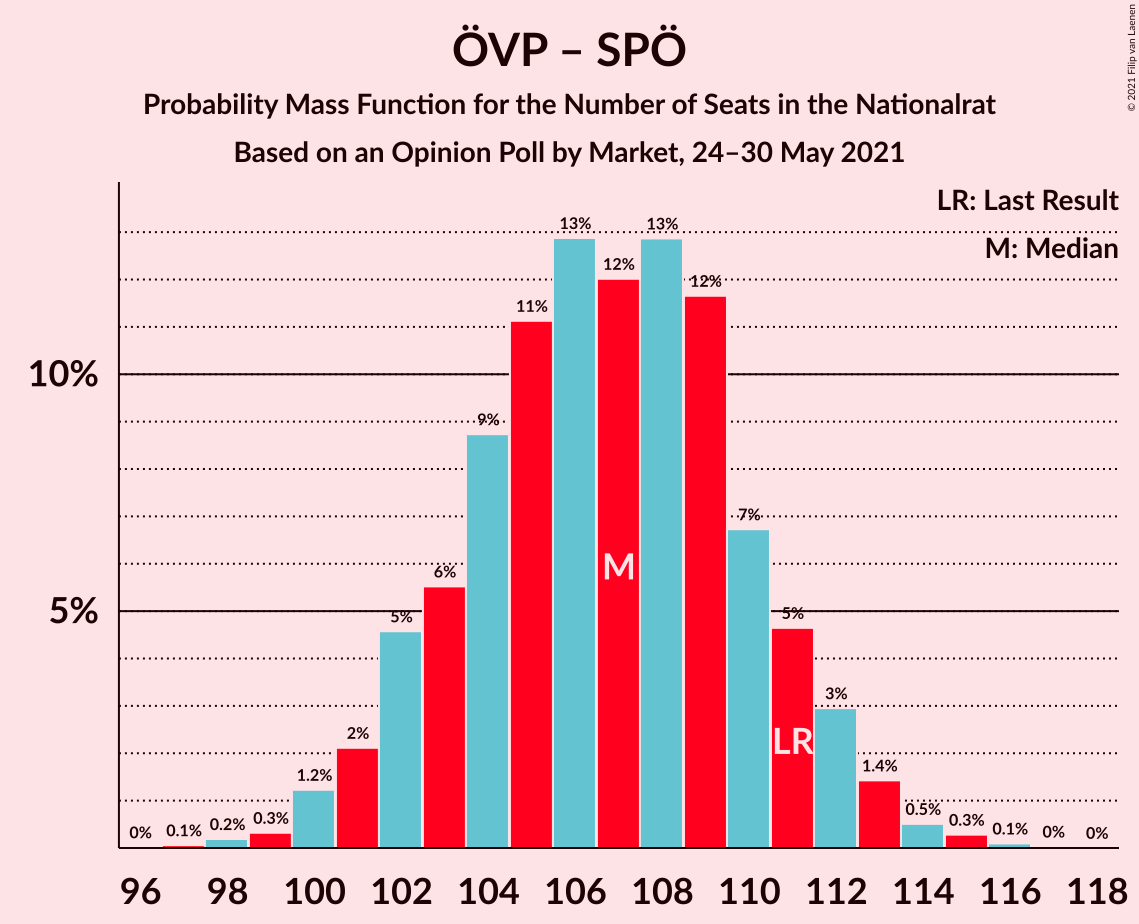 ÖVP – SPÖ
Probability Mass Function for the Number of Seats in the Nationalrat
Based on an Opinion Poll by Market, 24–30 May 2021
© 2021 Filip van Laenen
LR: Last Result
M: Median
10%
5%
0%
0.1%
0.2%
0.3%
1.2%
2%
5%
6%
9%
11%
13%
12%
13%
12%
7%
5%
3%
1.4%
0.5%
0.3%
0.1%
0%
0%
M
LR
96 98 100 102 104 106 108 110 112 114 116 118